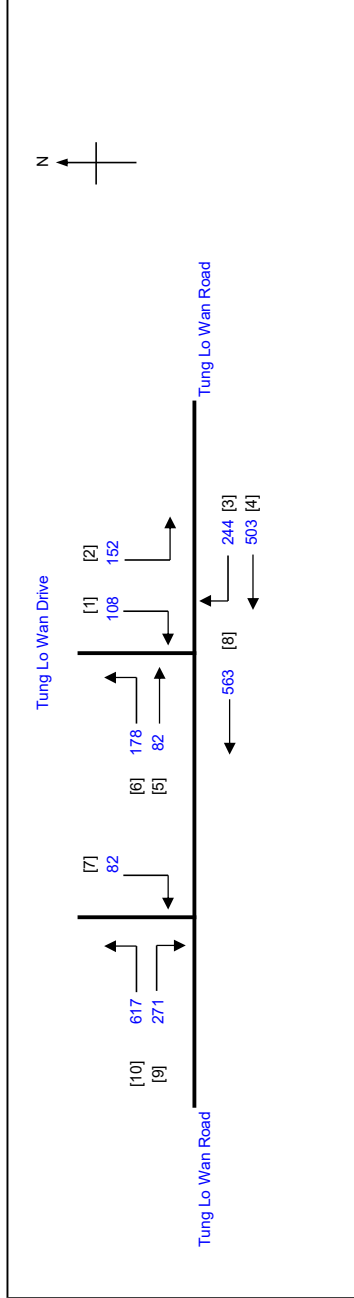 N
Tung Lo Wan Drive
[1] [2]
108 152
[6] 178
[5] 82
[7]
82
[10] 617
[9] 271
244 [3]
503 [4]
563 [8]
Tung Lo Wan Road
Tung Lo Wan Road